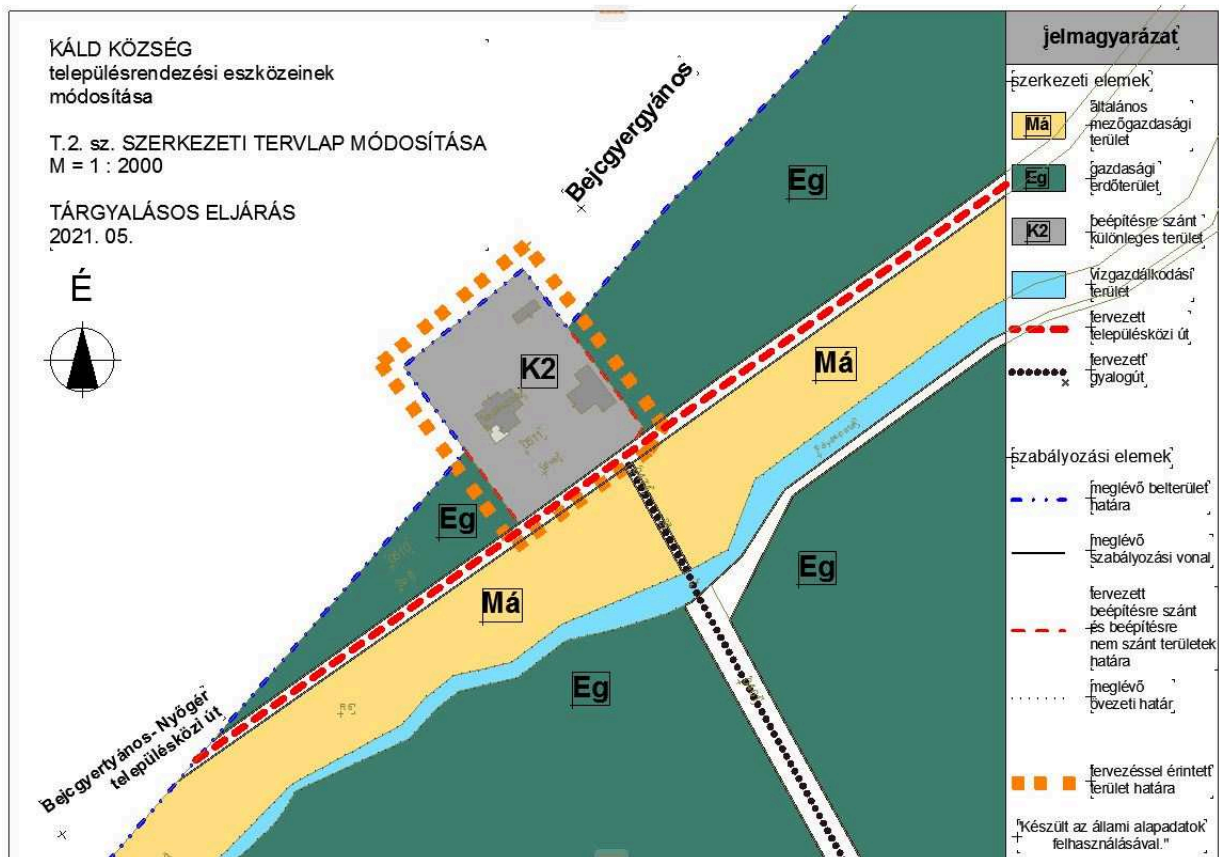 KÁLD KÖZSÉG
településrendezési eszközeinek
módosítása
T.2. sz. SZERKEZETI TERVLAP MÓDOSÍTÁSA
M = 1 : 2000
TÁRGYALÁSOS ELJÁRÁS
2021. 05.
É
Bejcgyergyános
Eg
K2
Má
Eg
Eg
Má
Eg
Bejcgyertyános- Nyögér
településközi út
jelmagyarázat
szerkezeti elemek
Má
általános
mezőgazdasági
terület
Eg
gazdasági
erdőterület
K2
beépítésre szánt
különleges terület
vízgazdálkodási
terület
tervezett
településközi út
tervezett
gyalogút
szabályozási elemek
meglévő belterület
határa
meglévő
szabályozási vonal
tervezett
beépítésre szánt
és beépítésre
nem szánt területek
határa
meglévő
övezeti határ
tervezéssel érintett
terület határa
"Készült az állami alapadatok
felhasználásával."